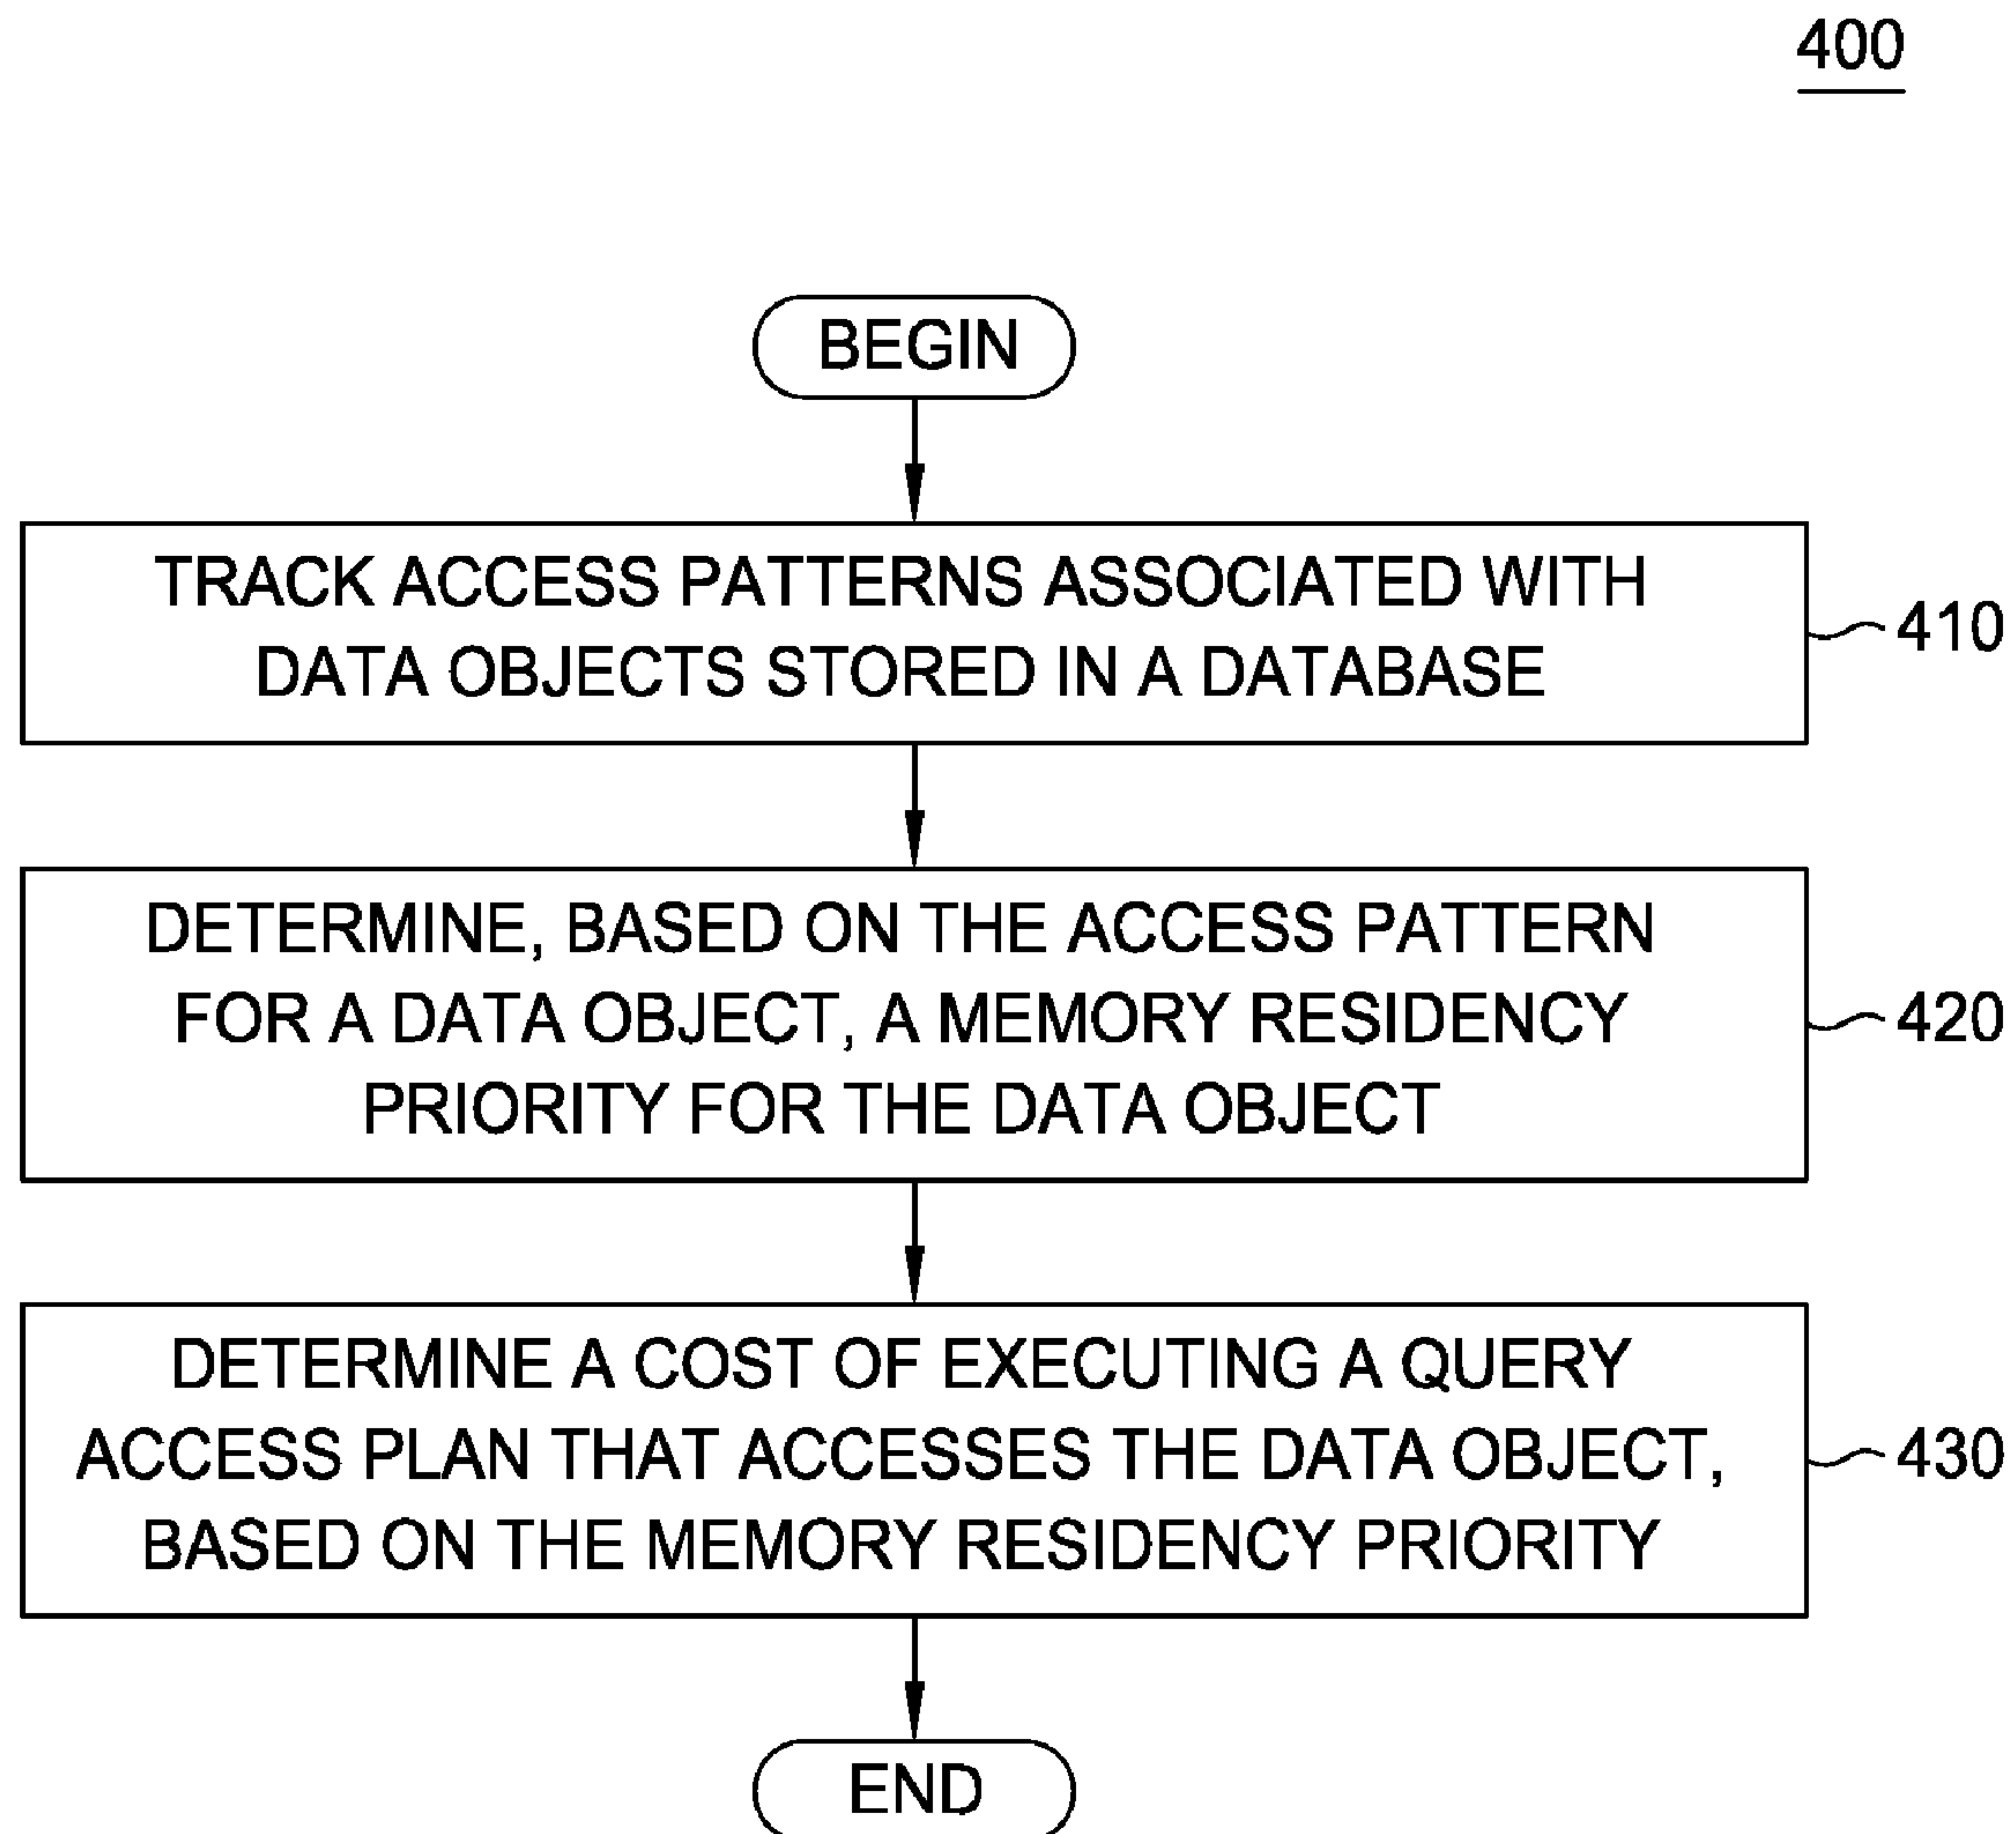 400
BEGIN
TRACK ACCESS PATTERNS ASSOCIATED WITH
DATA OBJECTS STORED IN A DATABASE
410
DETERMINE, BASED ON THE ACCESS PATTERN
FOR A DATA OBJECT, A MEMORY RESIDENCY
PRIORITY FOR THE DATA OBJECT
420
DETERMINE A COST OF EXECUTING A QUERY
ACCESS PLAN THAT ACCESSES THE DATA OBJECT,
BASED ON THE MEMORY RESIDENCY PRIORITY
430
END